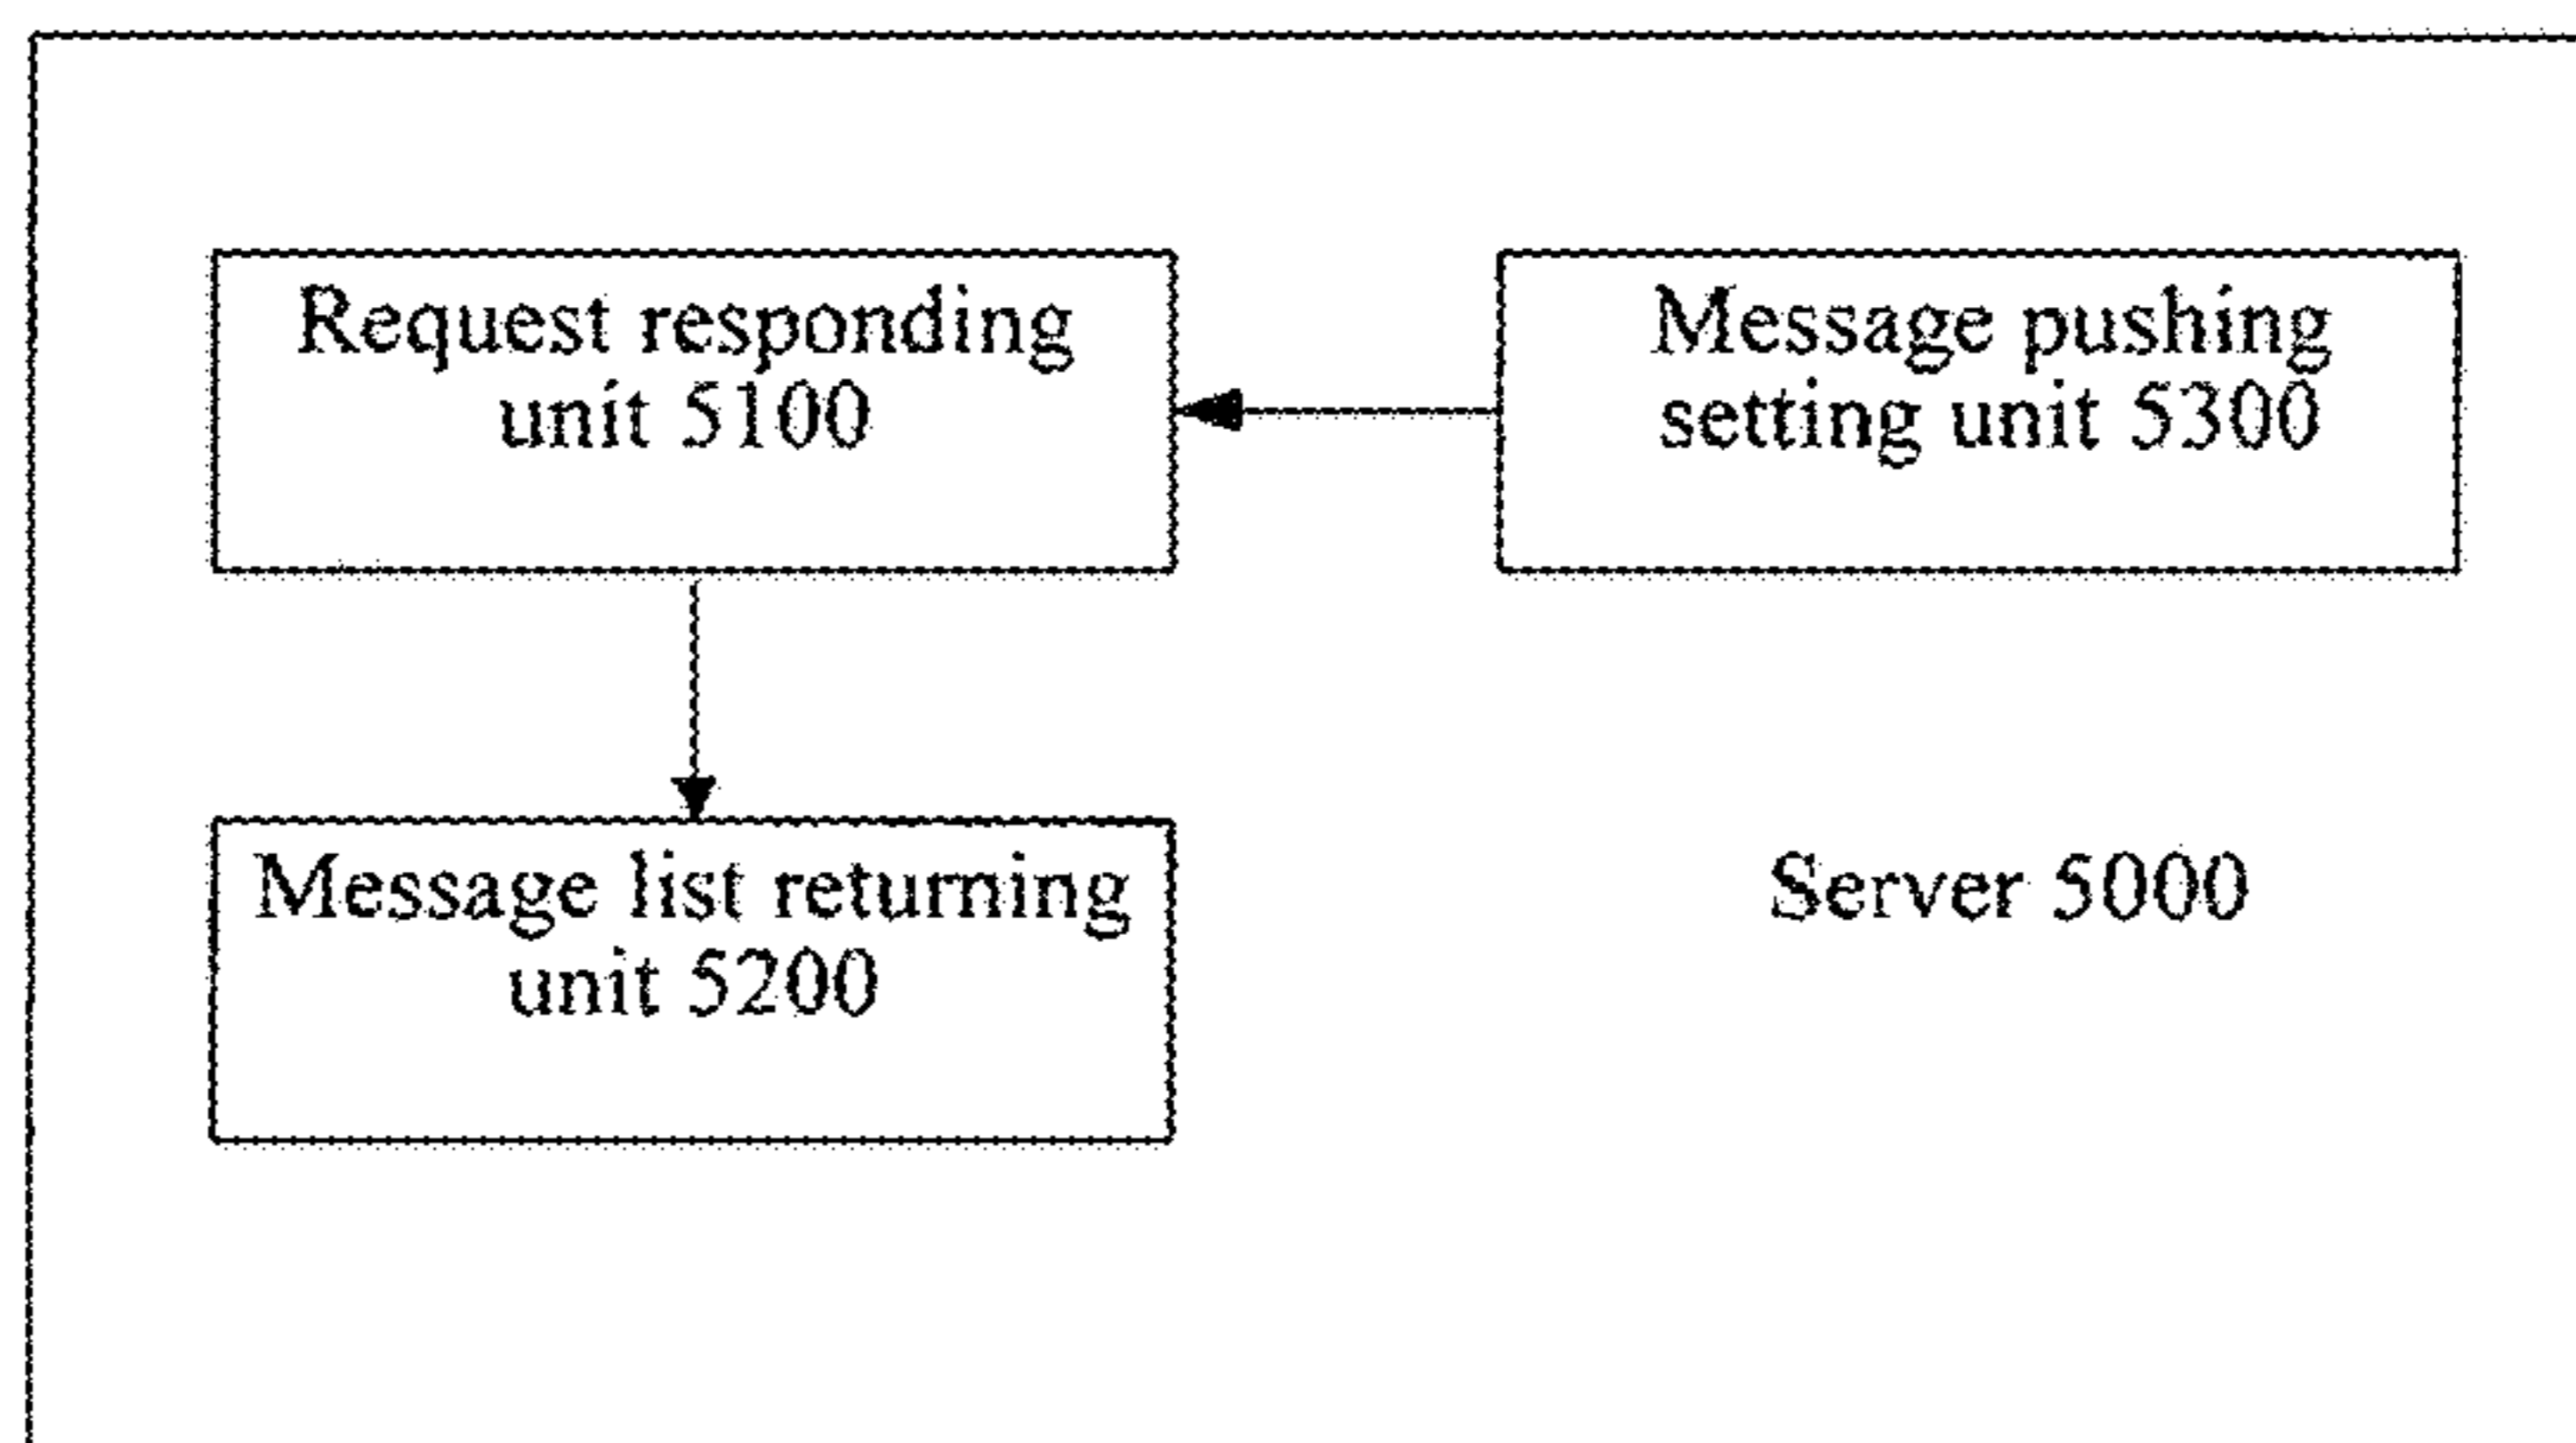 Request responding
unit 5100
Message pushing
setting unit 5300
Message list returning
unit 5200
Server 5000